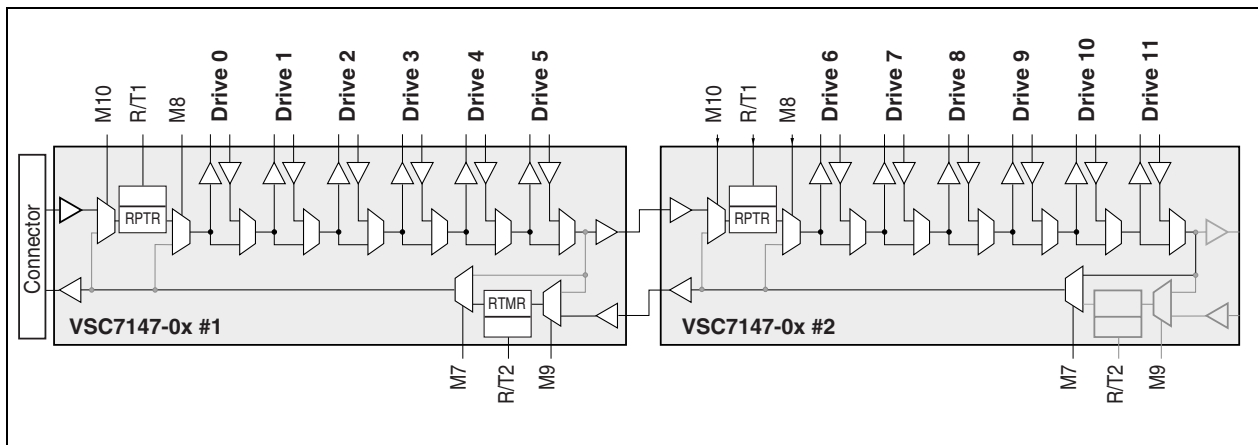 M10
R/T1
M8
Drive 0
Drive 1
Drive 2
Drive 3
Drive 4
Drive 5
M10
R/T1
M8
Drive 6
Drive 7
Drive 8
Drive 9
Drive 10
Drive 11
Connector
RPTR
RPTR
RTMR
VSC7147-0x #1
VSC7147-0x #2
M7
R/T2
M9
M7
R/T2
M9